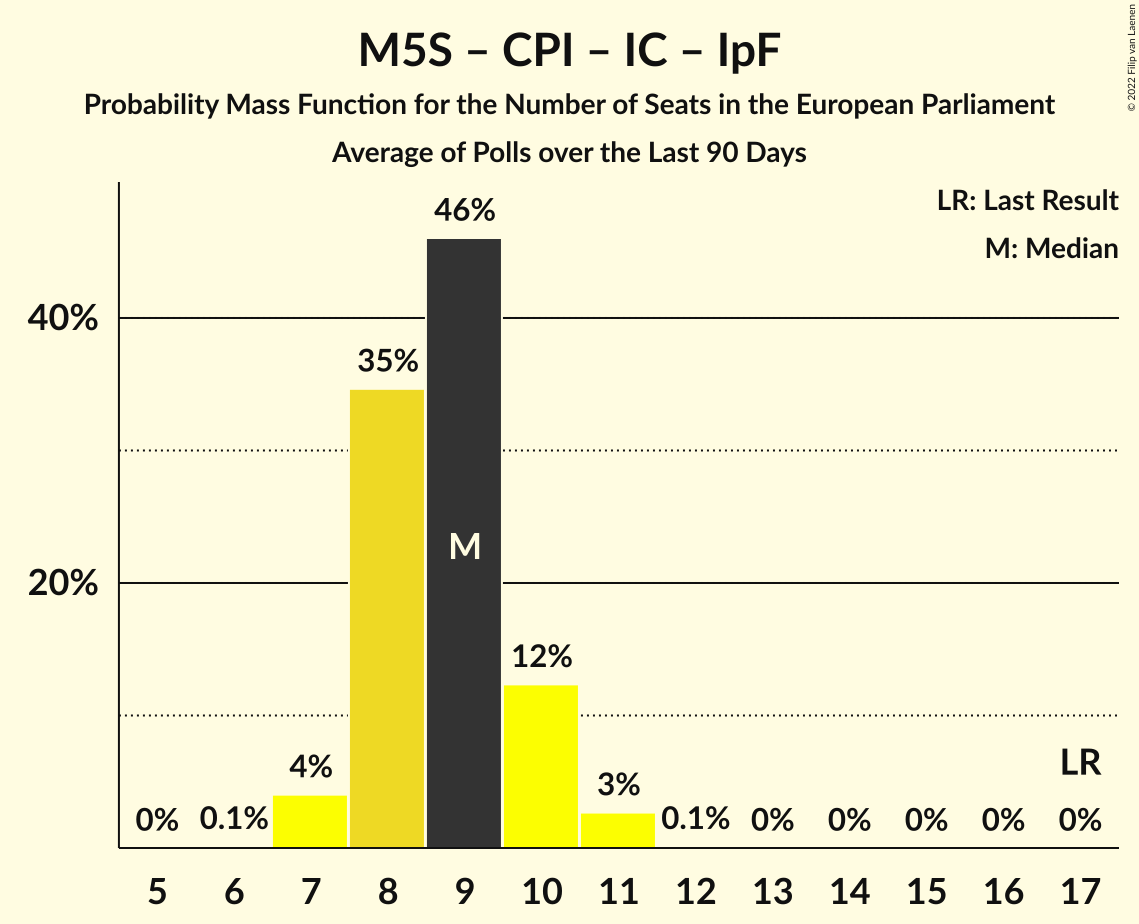 M5S – CPI – IC – IpF
Probability Mass Function for the Number of Seats in the European Parliament
Average of Polls over the Last 90 Days
© 2022 Filip van Laenen
LR: Last Result
M: Median
46%
40%
35%
M
20%
12%
4%
3%
LR
0% 0.1% 0.1% 0% 0% 0% 0% 0%
5 6 7 8 9 10 11 12 13 14 15 16 17